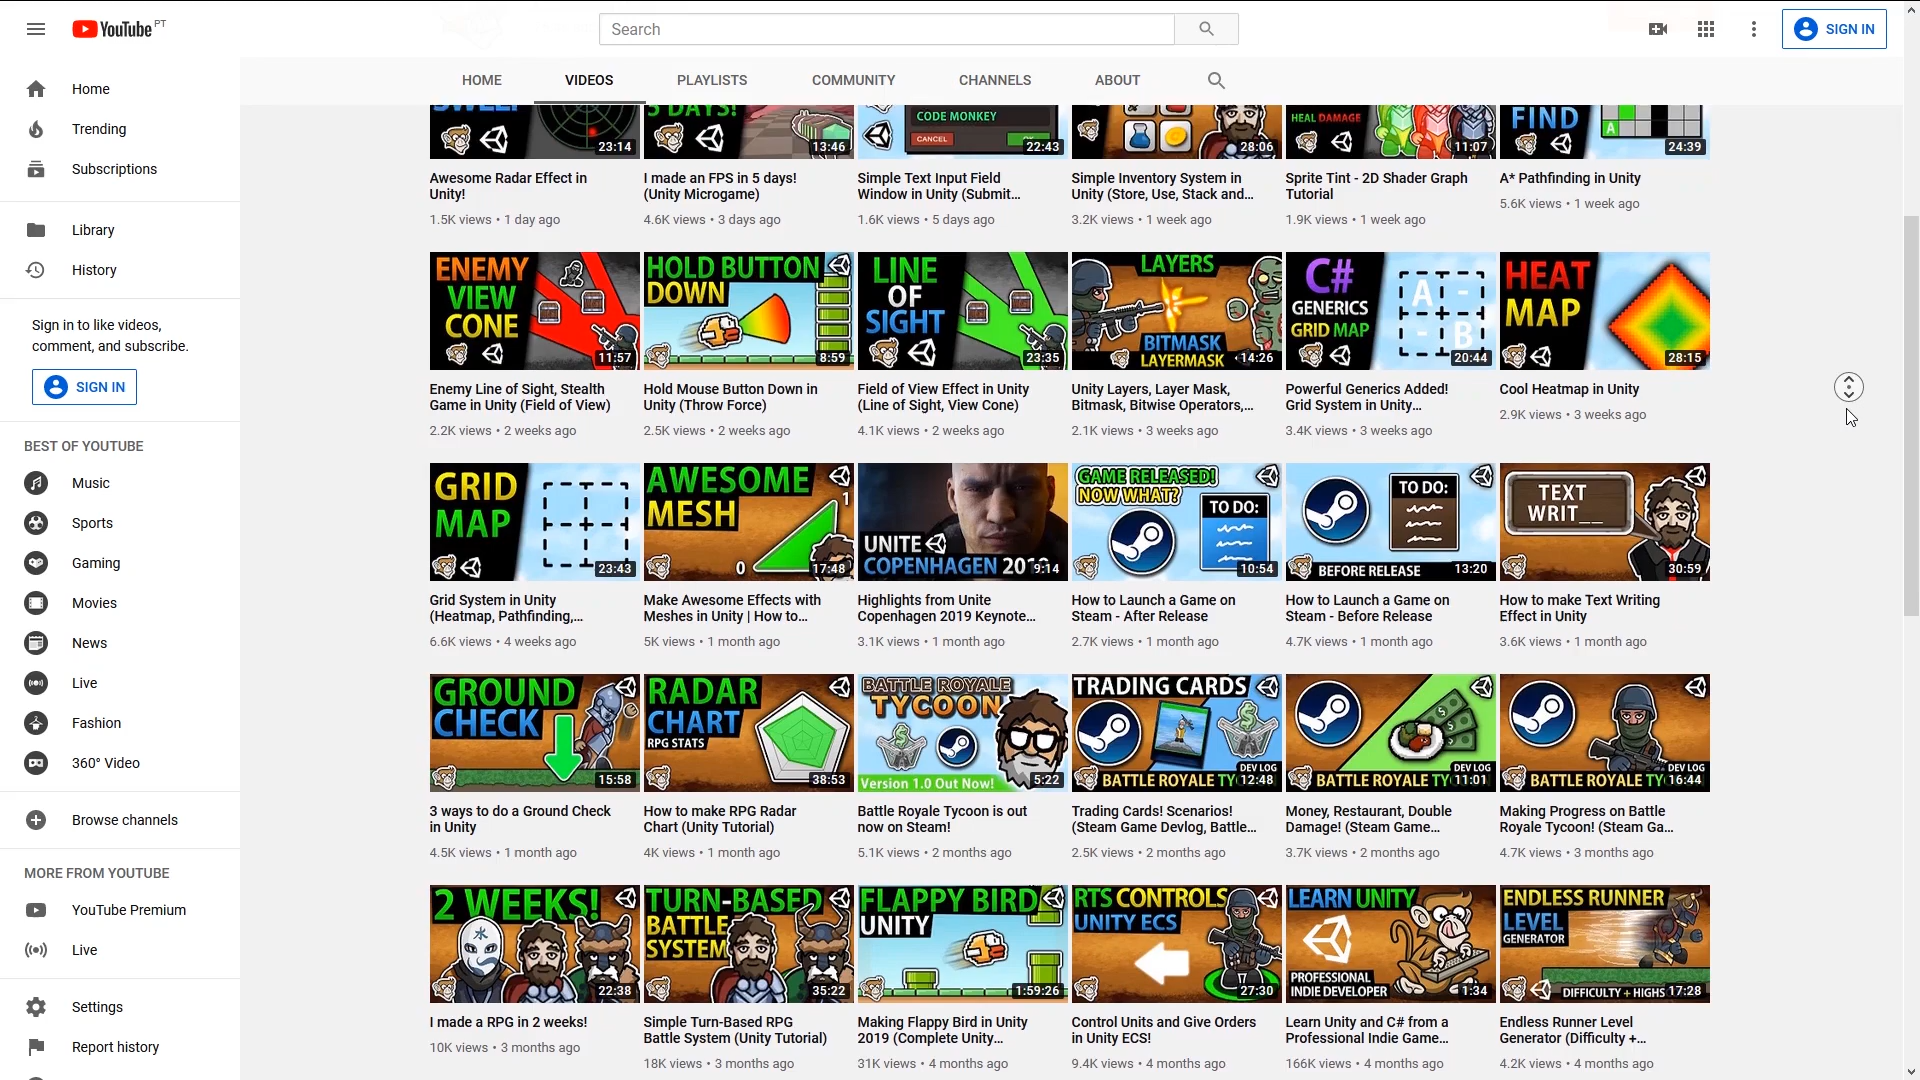 YouTube PT
Search
SIGN IN
HOME VIDEOS PLAYLISTS COMMUNITY CHANNELS ABOUT
Home
Trending
Subscriptions
Library
History
Sign in to like videos,
comment, and subscribe.
SIGN IN
BEST OF YOUTUBE
Music
Sports
Gaming
Movies
News
Live
Fashion
360° Video
Browse channels
MORE FROM YOUTUBE
YouTube Premium
Live
Settings
Report history
23:14
Awesome Radar Effect in
Unity!
1.5K views • 1 day ago
5 DAYS!
13:46
I made an FPS in 5 days!
(Unity Microgame)
4.6K views • 3 days ago
CODE MONKEY
CANCEL
22:43
Simple Text Input Field
Window in Unity (Submit...
1.6K views • 5 days ago
28:06
Simple Inventory System in
Unity (Store, Use, Stack and...
3.2K views • 1 week ago
HEAL DAMAGE
11:07
Sprite Tint - 2D Shader Graph
Tutorial
1.9K views • 1 week ago
FIND
A
24:39
A* Pathfinding in Unity
5.6K views • 1 week ago
ENEMY
VIEW
CONE
11:57
Enemy Line of Sight, Stealth
Game in Unity (Field of View)
2.2K views • 2 weeks ago
HOLD BUTTON
DOWN
8:59
Hold Mouse Button Down in
Unity (Throw Force)
2.5K views • 2 weeks ago
LINE
OF
SIGHT
23:35
Field of View Effect in Unity
(Line of Sight, View Cone)
4.1K views • 2 weeks ago
LAYERS
BITMASK
LAYERMASK
14:26
Unity Layers, Layer Mask,
Bitmask, Bitwise Operators,...
2.1K views • 3 weeks ago
C#
GENERICS
GRID MAP
A -
- B
20:44
Powerful Generics Added!
Grid System in Unity...
3.4K views • 3 weeks ago
HEAT
MAP
28:15
Cool Heatmap in Unity
2.9K views • 3 weeks ago
GRID
MAP
23:43
Grid System in Unity
(Heatmap, Pathfinding,...
6.6K views • 4 weeks ago
AWESOME
MESH
1
0
17:48
Make Awesome Effects with
Meshes in Unity | How to...
5K views • 1 month ago
UNITE
COPENHAGEN 201
9:14
Highlights from Unite
Copenhagen 2019 Keynote...
3.1K views • 1 month ago
GAME RELEASED!
NOW WHAT?
TO DO:
10:54
How to Launch a Game on
Steam - After Release
2.7K views • 1 month ago
TO DO:
BEFORE RELEASE
13:20
How to Launch a Game on
Steam - Before Release
4.7K views • 1 month ago
TEXT
WRIT__
30:59
How to make Text Writing
Effect in Unity
3.6K views • 1 month ago
GROUND
CHECK
15:58
3 ways to do a Ground Check
in Unity
4.5K views • 1 month ago
RADAR
CHART
RPG STATS
38:53
How to make RPG Radar
Chart (Unity Tutorial)
4K views • 1 month ago
BATTLE ROYALE
TYCOON
Version 1.0 Out Now!
5:22
Battle Royale Tycoon is out
now on Steam!
5.1K views • 2 months ago
TRADING CARDS
DEV LOG
BATTLE ROYALE TY
12:48
Trading Cards! Scenarios!
(Steam Game Devlog, Battle...
2.5K views • 2 months ago
DEV LOG
BATTLE ROYALE TY
11:01
Money, Restaurant, Double
Damage! (Steam Game...
3.7K views • 2 months ago
DEV LOG
BATTLE ROYALE TY
16:44
Making Progress on Battle
Royale Tycoon! (Steam Ga...
4.7K views • 3 months ago
2 WEEKS!
水
22:38
I made a RPG in 2 weeks!
10K views • 3 months ago
TURN-BASED
BATTLE
SYSTEM
35:22
Simple Turn-Based RPG
Battle System (Unity Tutorial)
18K views • 3 months ago
FLAPPY BIRD
UNITY
1:59:26
Making Flappy Bird in Unity
2019 (Complete Unity...
31K views • 4 months ago
RTS CONTROLS
UNITY ECS
27:30
Control Units and Give Orders
in Unity ECS!
9.4K views • 4 months ago
LEARN UNITY
PROFESSIONAL
INDIE DEVELOPER
1:34
Learn Unity and C# from a
Professional Indie Game...
166K views • 4 months ago
ENDLESS RUNNER
LEVEL
GENERATOR
DIFFICULTY + HIGHS
17:28
Endless Runner Level
Generator (Difficulty +...
4.2K views • 4 months ago